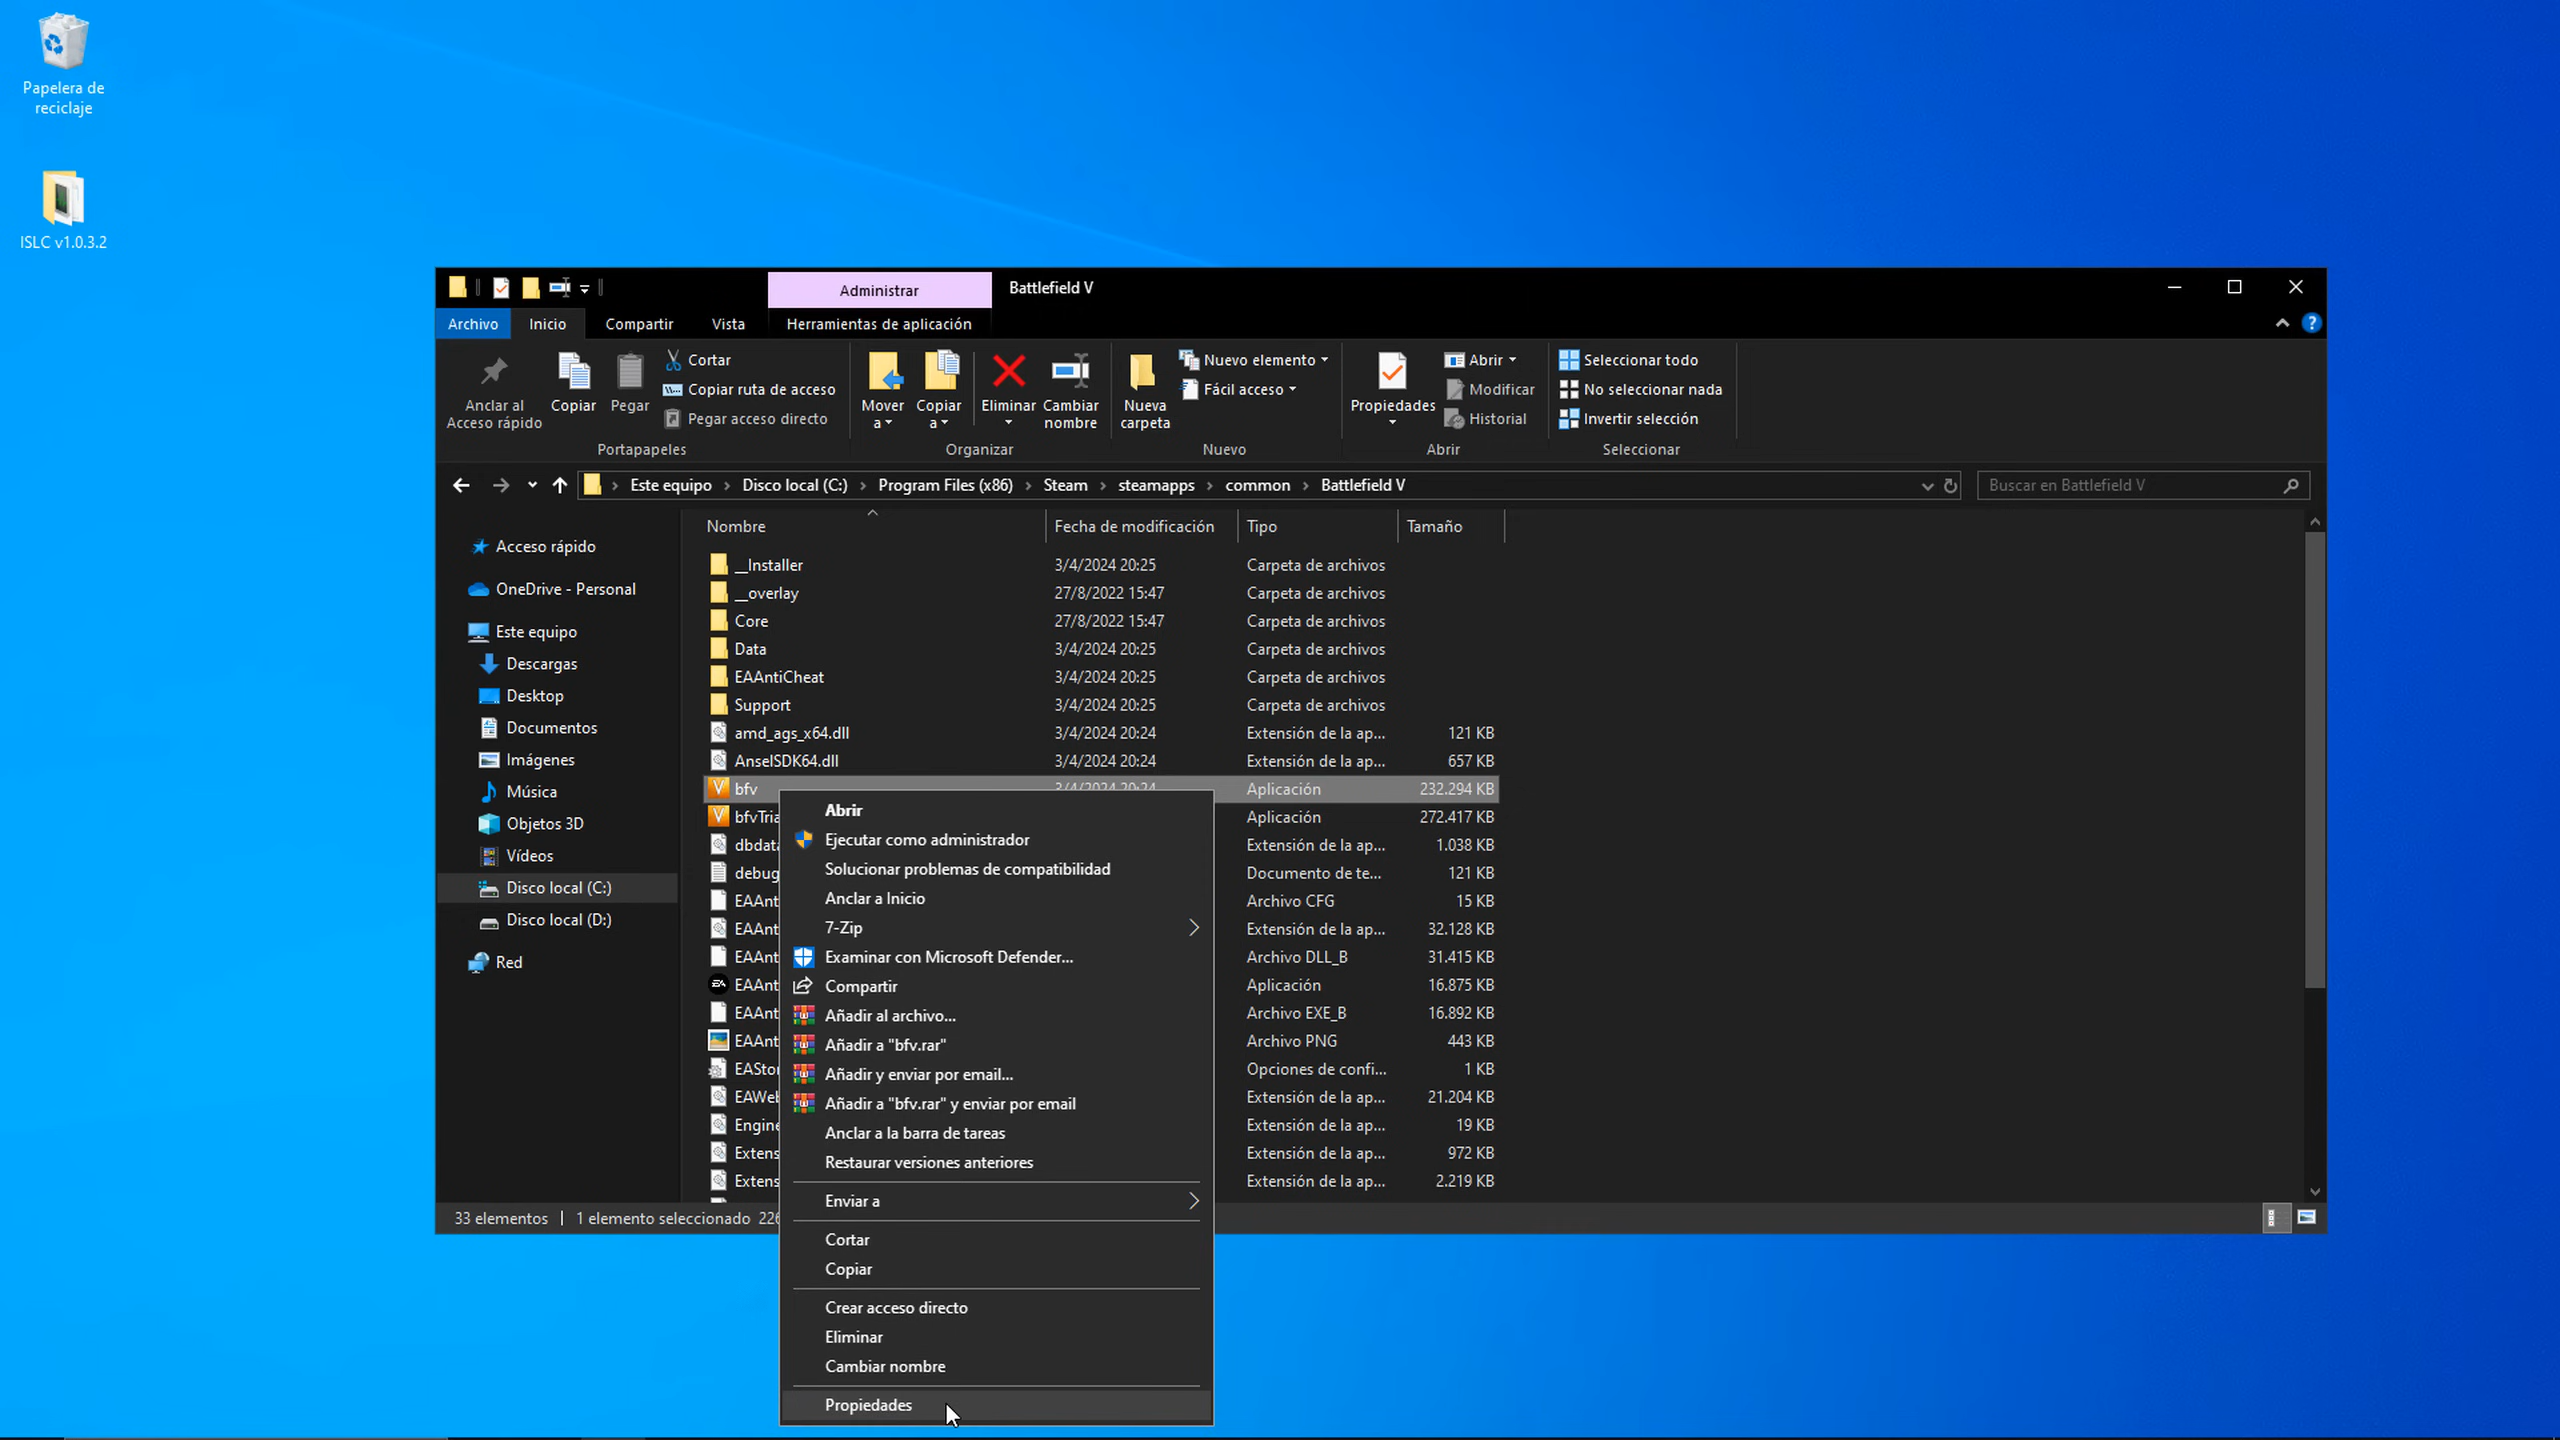 Papelera de
reciclaje
ISLC v1.0.3.2
Administrar
Battlefield V
Archivo
Inicio
Compartir
Vista
Herramientas de aplicación
Anclar al
Acceso rápido
Copiar
Pegar
Cortar
Copiar ruta de acceso
Pegar acceso directo
Portapapeles
Mover
a
Copiar
a
Eliminar
Cambiar
nombre
Organizar
Nueva
carpeta
Nuevo elemento
Fácil acceso
Nuevo
Propiedades
Abrir
Modificar
Historial
Abrir
Seleccionar todo
No seleccionar nada
Invertir selección
Seleccionar
Este equipo > Disco local (C:) > Program Files (x86) > Steam > steamapps > common > Battlefield V
Buscar en Battlefield V
Acceso rápido
OneDrive - Personal
Este equipo
Descargas
Desktop
Documentos
Imágenes
Música
Objetos 3D
Vídeos
Disco local (C:)
Disco local (D:)
Red
Nombre Fecha de modificación Tipo Tamaño
__Installer 3/4/2024 20:25 Carpeta de archivos
__overlay 27/8/2022 15:47 Carpeta de archivos
Core 27/8/2022 15:47 Carpeta de archivos
Data 3/4/2024 20:25 Carpeta de archivos
EAAntiCheat 3/4/2024 20:25 Carpeta de archivos
Support 3/4/2024 20:25 Carpeta de archivos
amd_ags_x64.dll 3/4/2024 20:24 Extensión de la ap... 121 KB
AnselSDK64.dll 3/4/2024 20:24 Extensión de la ap... 657 KB
bfv 3/4/2024 20:24 Aplicación 232.294 KB
bfvTria Aplicación 272.417 KB
dbdata Extensión de la ap... 1.038 KB
debug Documento de te... 121 KB
EAAnt Archivo CFG 15 KB
EAAnt Extensión de la ap... 32.128 KB
EAAnt Archivo DLL_B 31.415 KB
EAAnt Aplicación 16.875 KB
EAAnt Archivo EXE_B 16.892 KB
EAAnt Archivo PNG 443 KB
EAStor Opciones de confi... 1 KB
EAWeb Extensión de la ap... 21.204 KB
Engine Extensión de la ap... 19 KB
Extens Extensión de la ap... 972 KB
Extens Extensión de la ap... 2.219 KB
Abrir
Ejecutar como administrador
Solucionar problemas de compatibilidad
Anclar a Inicio
7-Zip
Examinar con Microsoft Defender...
Compartir
Añadir al archivo...
Añadir a "bfv.rar"
Añadir y enviar por email...
Añadir a "bfv.rar" y enviar por email
Anclar a la barra de tareas
Restaurar versiones anteriores
Enviar a
Cortar
Copiar
Crear acceso directo
Eliminar
Cambiar nombre
Propiedades
33 elementos
1 elemento seleccionado 226